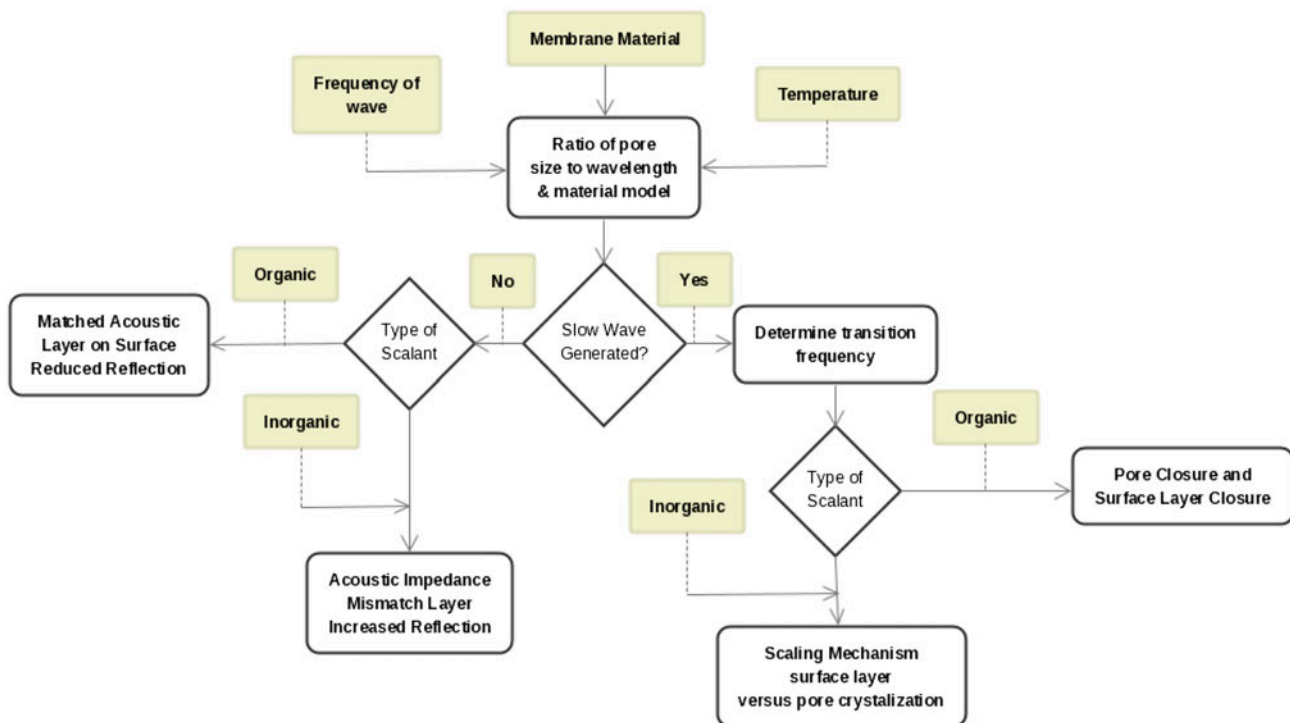 Membrane Material
Frequency of
wave
Temperature
Ratio of pore
size to wavelength
& material model
Organic
No
Yes
Matched Acoustic
Layer on Surface
Reduced Reflection
Type of
Scalant
Slow Wave
Generated?
Determine transition
frequency
Inorganic
Organic
Type of
Scalant
Pore Closure and
Surface Layer Closure
Inorganic
Acoustic Impedance
Mismatch Layer
Increased Reflection
Scaling Mechanism
surface layer
versus pore crystalization